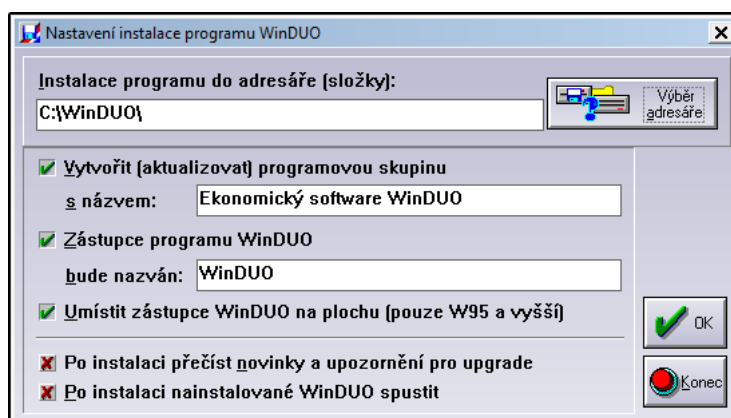 Nastavení instalace programu WinDUO
Instalace programu do adresáře (složky):
C:\WinDUO\
Výběr
adresáře
Vytvořit (aktualizovat) programovou skupinu
s názvem: Ekonomický software WinDUO
Zástupce programu WinDUO
bude nazván: WinDUO
Umístit zástupce WinDUO na plochu (pouze W95 a vyšší)
OK
Po instalaci přečíst novinky a upozornění pro upgrade
Po instalaci nainstalované WinDUO spustit
Konec